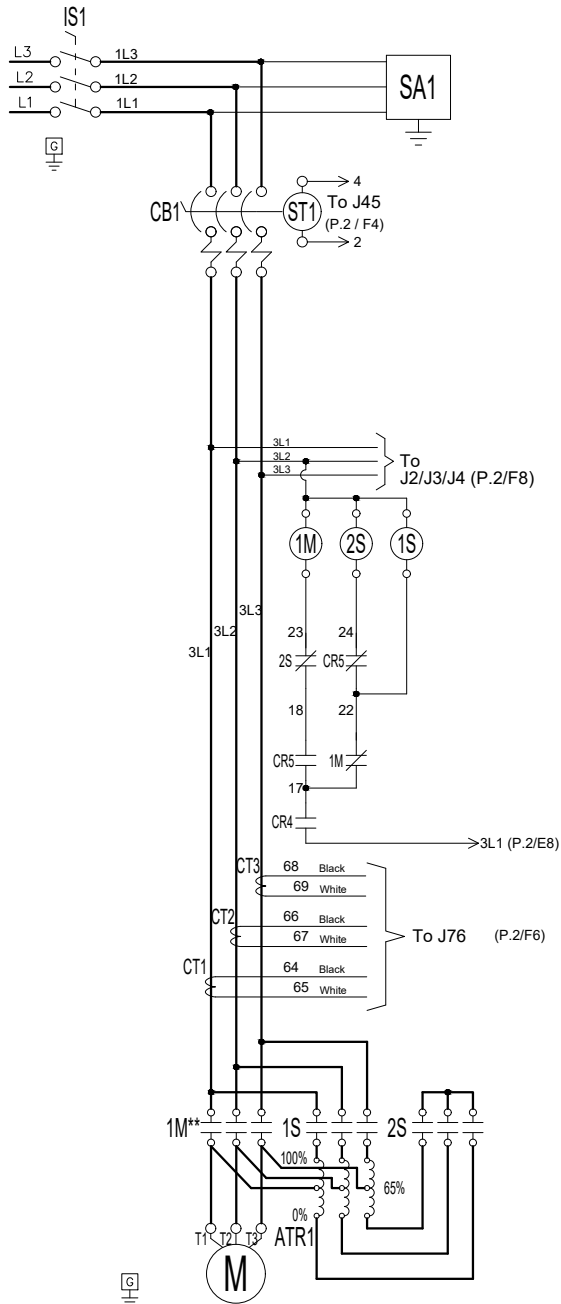 IS1
L3 1L3
L2 1L2
L1 1L1
SA1
G
CB1
ST1
4
To J45
(P.2 / F4)
2
3L1
3L2
3L3
To
J2/J3/J4 (P.2/F8)
1M 2S 1S
3L3
3L2
3L1
23 24
2S CR5
18 22
CR5 1M
17
CR4
3L1 (P.2/E8)
CT3 68 Black
69 White
CT2 66 Black
67 White
To J76 (P.2/F6)
CT1 64 Black
65 White
1M** 1S 2S
100%
65%
0%
T1 T2 T3 ATR1
M
G